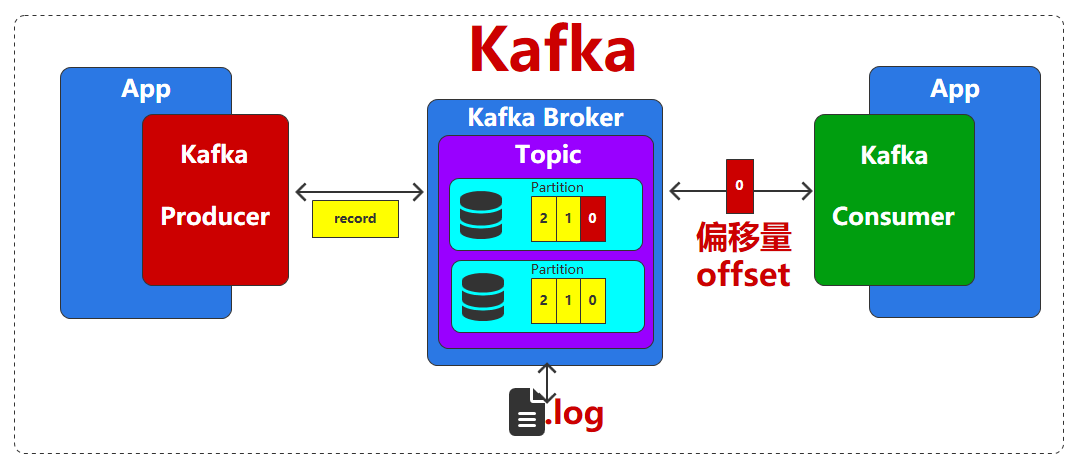 Kafka
App
Kafka
Producer
record
Kafka Broker
Topic
Partition
2 1 0
Partition
2 1 0
.log
0
偏移量
offset
App
Kafka
Consumer